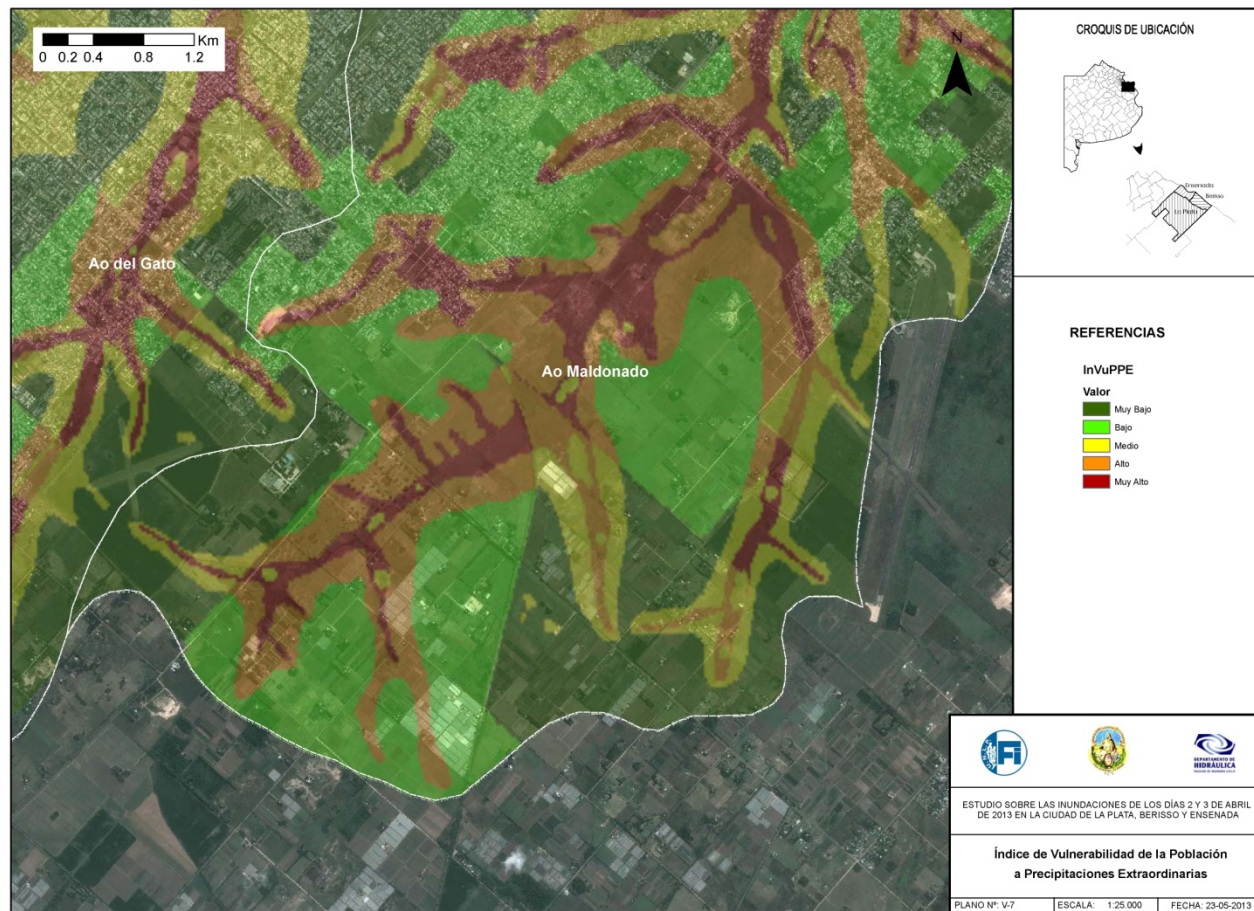 Km
0 0.2 0.4 0.8 1.2
N
Ao del Gato
Ao Maldonado
CROQUIS DE UBICACIÓN
Ensenada
Berisso
La Plata
REFERENCIAS
InVuPPE
Valor
Muy Bajo
Bajo
Medio
Alto
Muy Alto
DEPARTAMENTO DE
HIDRÁULICA
ESTUDIO SOBRE LAS INUNDACIONES DE LOS DÍAS 2 Y 3 DE ABRIL
DE 2013 EN LA CIUDAD DE LA PLATA, BERISSO Y ENSENADA
Índice de Vulnerabilidad de la Población
a Precipitaciones Extraordinarias
PLANO Nº: V-7 ESCALA: 1:25.000 FECHA: 23-05-2013